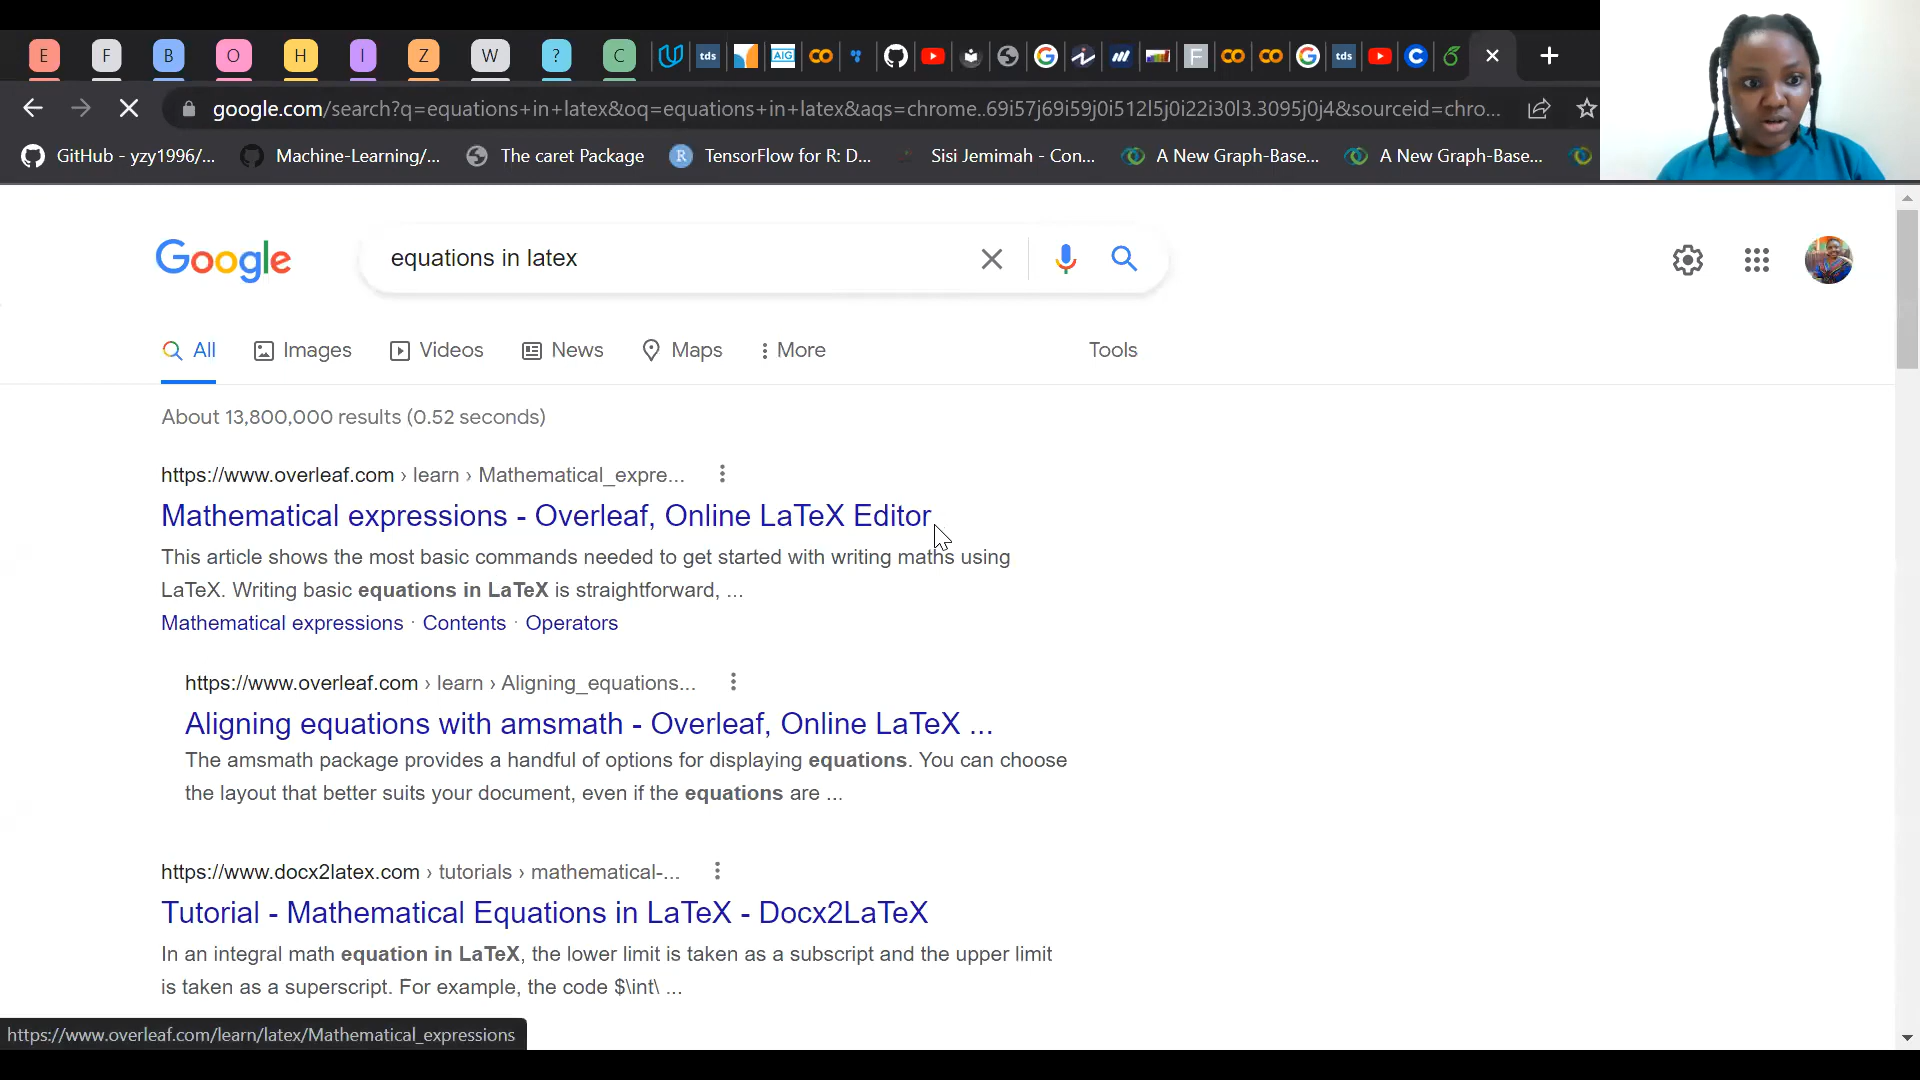 E F B O H I Z W ? C tds AIG F tds C
google.com/search?q=equations+in+latex&oq=equations+in+latex&aqs=chrome..69i57j69i59j0i512l5j0i22i30l3.3095j0j4&sourceid=chro...
GitHub - yzy1996/... Machine-Learning/... The caret Package R TensorFlow for R: D... Sisi Jemimah - Con... A New Graph-Base... A New Graph-Base...
Google equations in latex
All Images Videos News Maps More Tools
About 13,800,000 results (0.52 seconds)
https://www.overleaf.com › learn › Mathematical_expre...
Mathematical expressions - Overleaf, Online LaTeX Editor
This article shows the most basic commands needed to get started with writing maths using
LaTeX. Writing basic equations in LaTeX is straightforward, ...
Mathematical expressions · Contents · Operators
https://www.overleaf.com › learn › Aligning_equations...
Aligning equations with amsmath - Overleaf, Online LaTeX ...
The amsmath package provides a handful of options for displaying equations. You can choose
the layout that better suits your document, even if the equations are ...
https://www.docx2latex.com › tutorials › mathematical-...
Tutorial - Mathematical Equations in LaTeX - Docx2LaTeX
In an integral math equation in LaTeX, the lower limit is taken as a subscript and the upper limit
is taken as a superscript. For example, the code $\int\ ...
https://www.overleaf.com/learn/latex/Mathematical_expressions